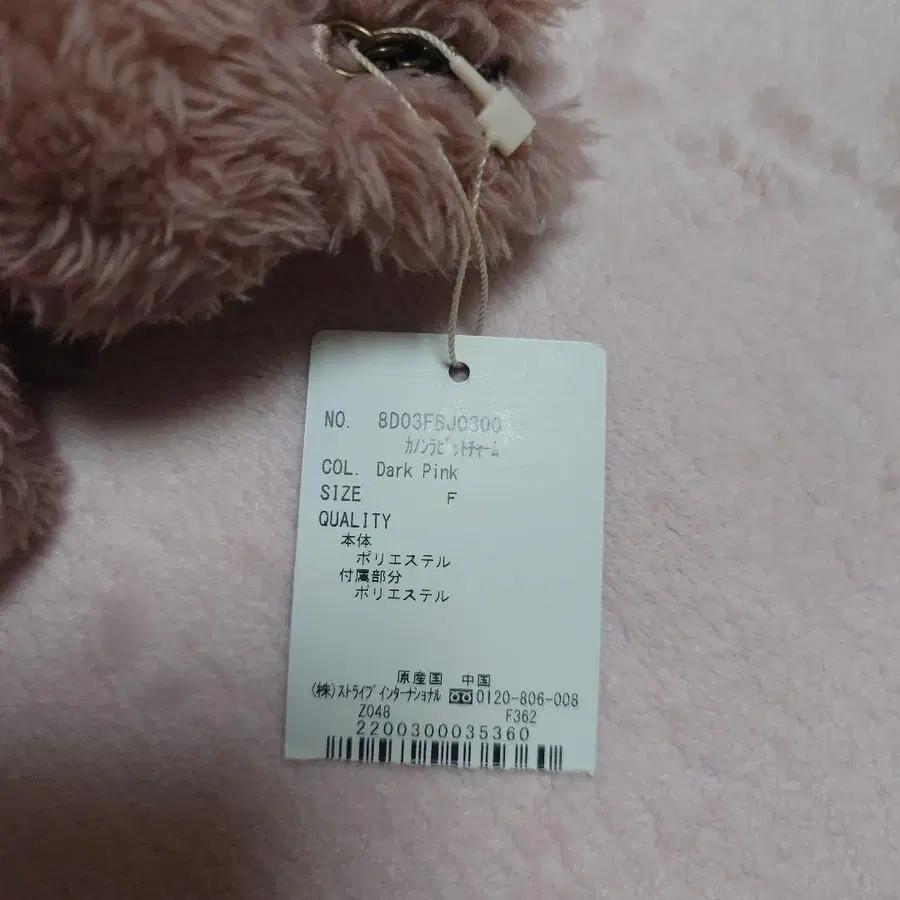 NO. 8D03FBJ0300
ｶﾉﾝﾗﾋﾞｯﾄﾁｬｰﾑ
COL. Dark Pink
SIZE F
QUALITY
本体
ポリエステル
付属部分
ポリエステル
原産国 中国
(株)ｽﾄﾗｲﾌﾟｲﾝﾀｰﾅｼｮﾅﾙ 0120-806-008
Z048 F362
2200300035360